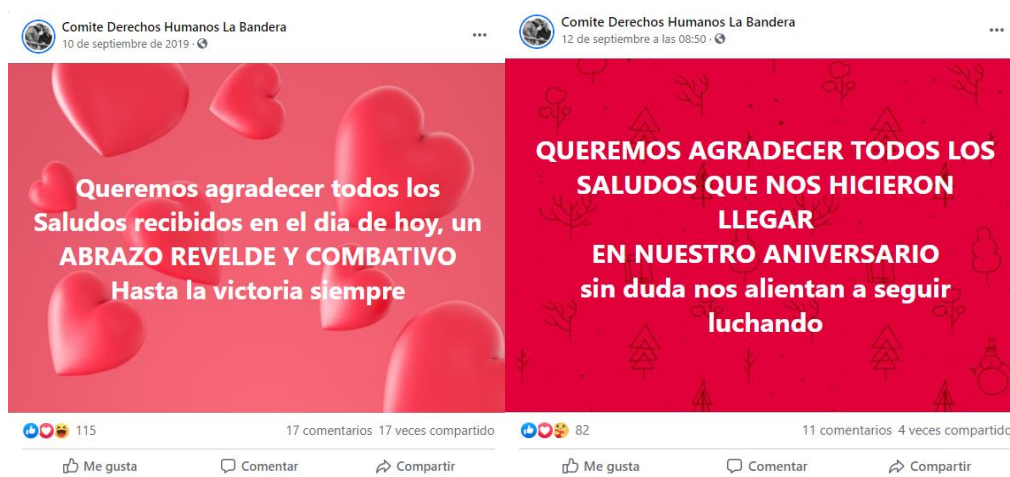 Comite Derechos Humanos La Bandera
10 de septiembre de 2019 ·
Queremos agradecer todos los
Saludos recibidos en el dia de hoy, un
ABRAZO REVELDE Y COMBATIVO
Hasta la victoria siempre
115
17 comentarios 17 veces compartido
Me gusta
Comentar
Compartir
Comite Derechos Humanos La Bandera
12 de septiembre a las 08:50 ·
QUEREMOS AGRADECER TODOS LOS
SALUDOS QUE NOS HICIERON
LLEGAR
EN NUESTRO ANIVERSARIO
sin duda nos alientan a seguir
luchando
82
11 comentarios 4 veces compartido
Me gusta
Comentar
Compartir